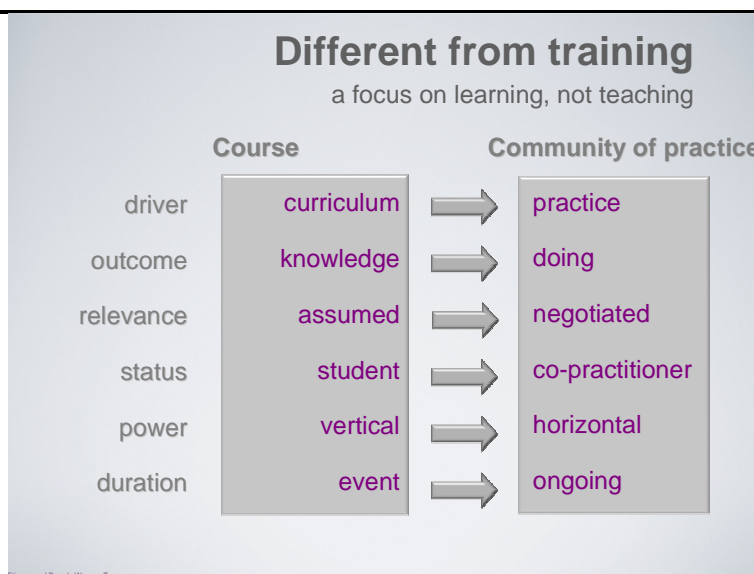 Different from training
a focus on learning, not teaching
Course Community of practice
driver curriculum practice
outcome knowledge doing
relevance assumed negotiated
status student co-practitioner
power vertical horizontal
duration event ongoing